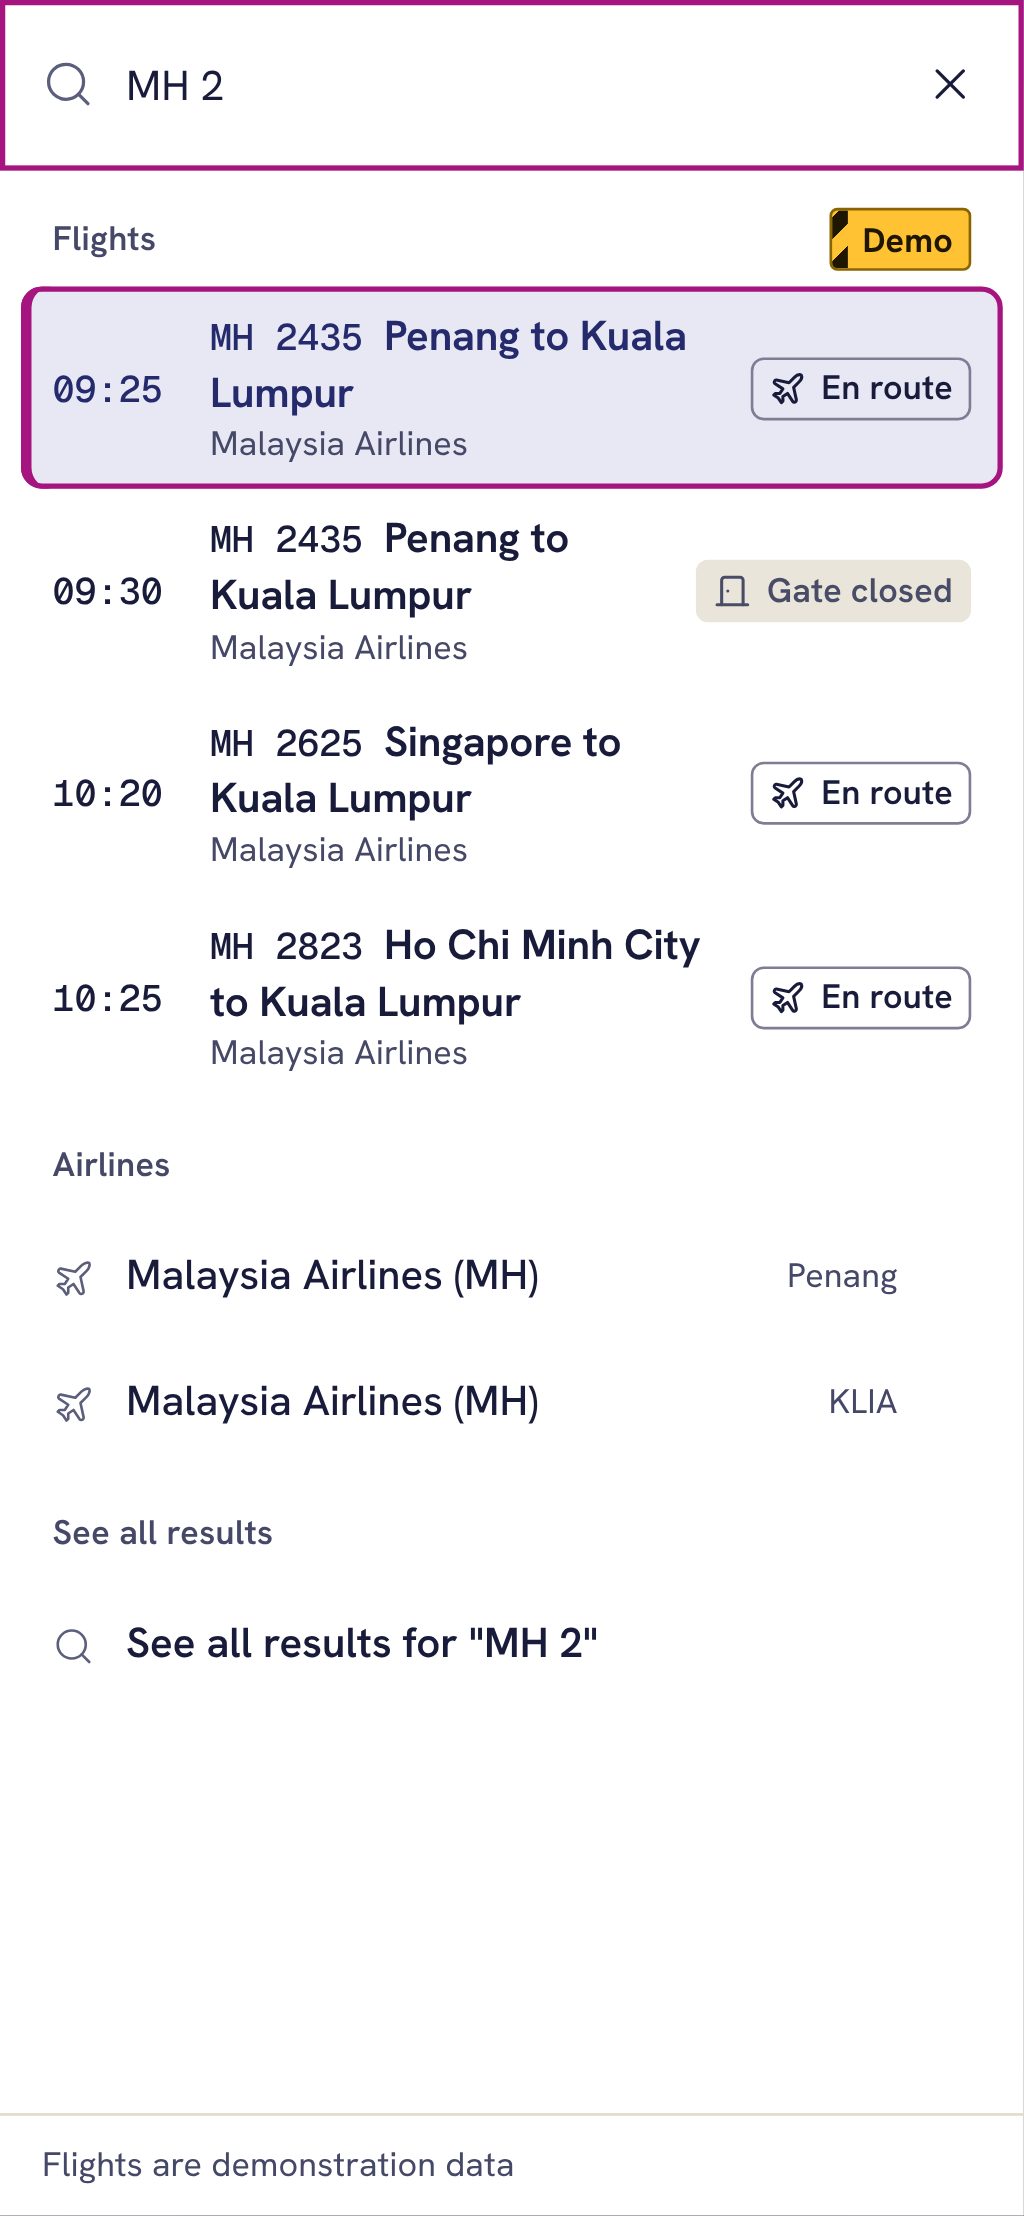 MH 2
Flights
Demo
09:25
MH 2435 Penang to Kuala
Lumpur
Malaysia Airlines
En route
09:30
MH 2435 Penang to
Kuala Lumpur
Malaysia Airlines
Gate closed
10:20
MH 2625 Singapore to
Kuala Lumpur
Malaysia Airlines
En route
10:25
MH 2823 Ho Chi Minh City
to Kuala Lumpur
Malaysia Airlines
En route
Airlines
Malaysia Airlines (MH) Penang
Malaysia Airlines (MH) KLIA
See all results
See all results for "MH 2"
Flights are demonstration data